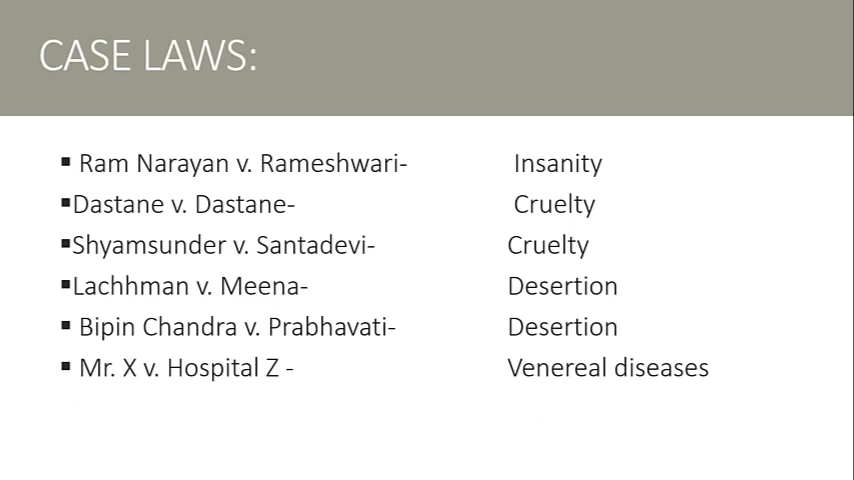 CASE LAWS:
▪ Ram Narayan v. Rameshwari- Insanity
▪Dastane v. Dastane- Cruelty
▪Shyamsunder v. Santadevi- Cruelty
▪Lachhman v. Meena- Desertion
▪ Bipin Chandra v. Prabhavati- Desertion
▪ Mr. X v. Hospital Z - Venereal diseases